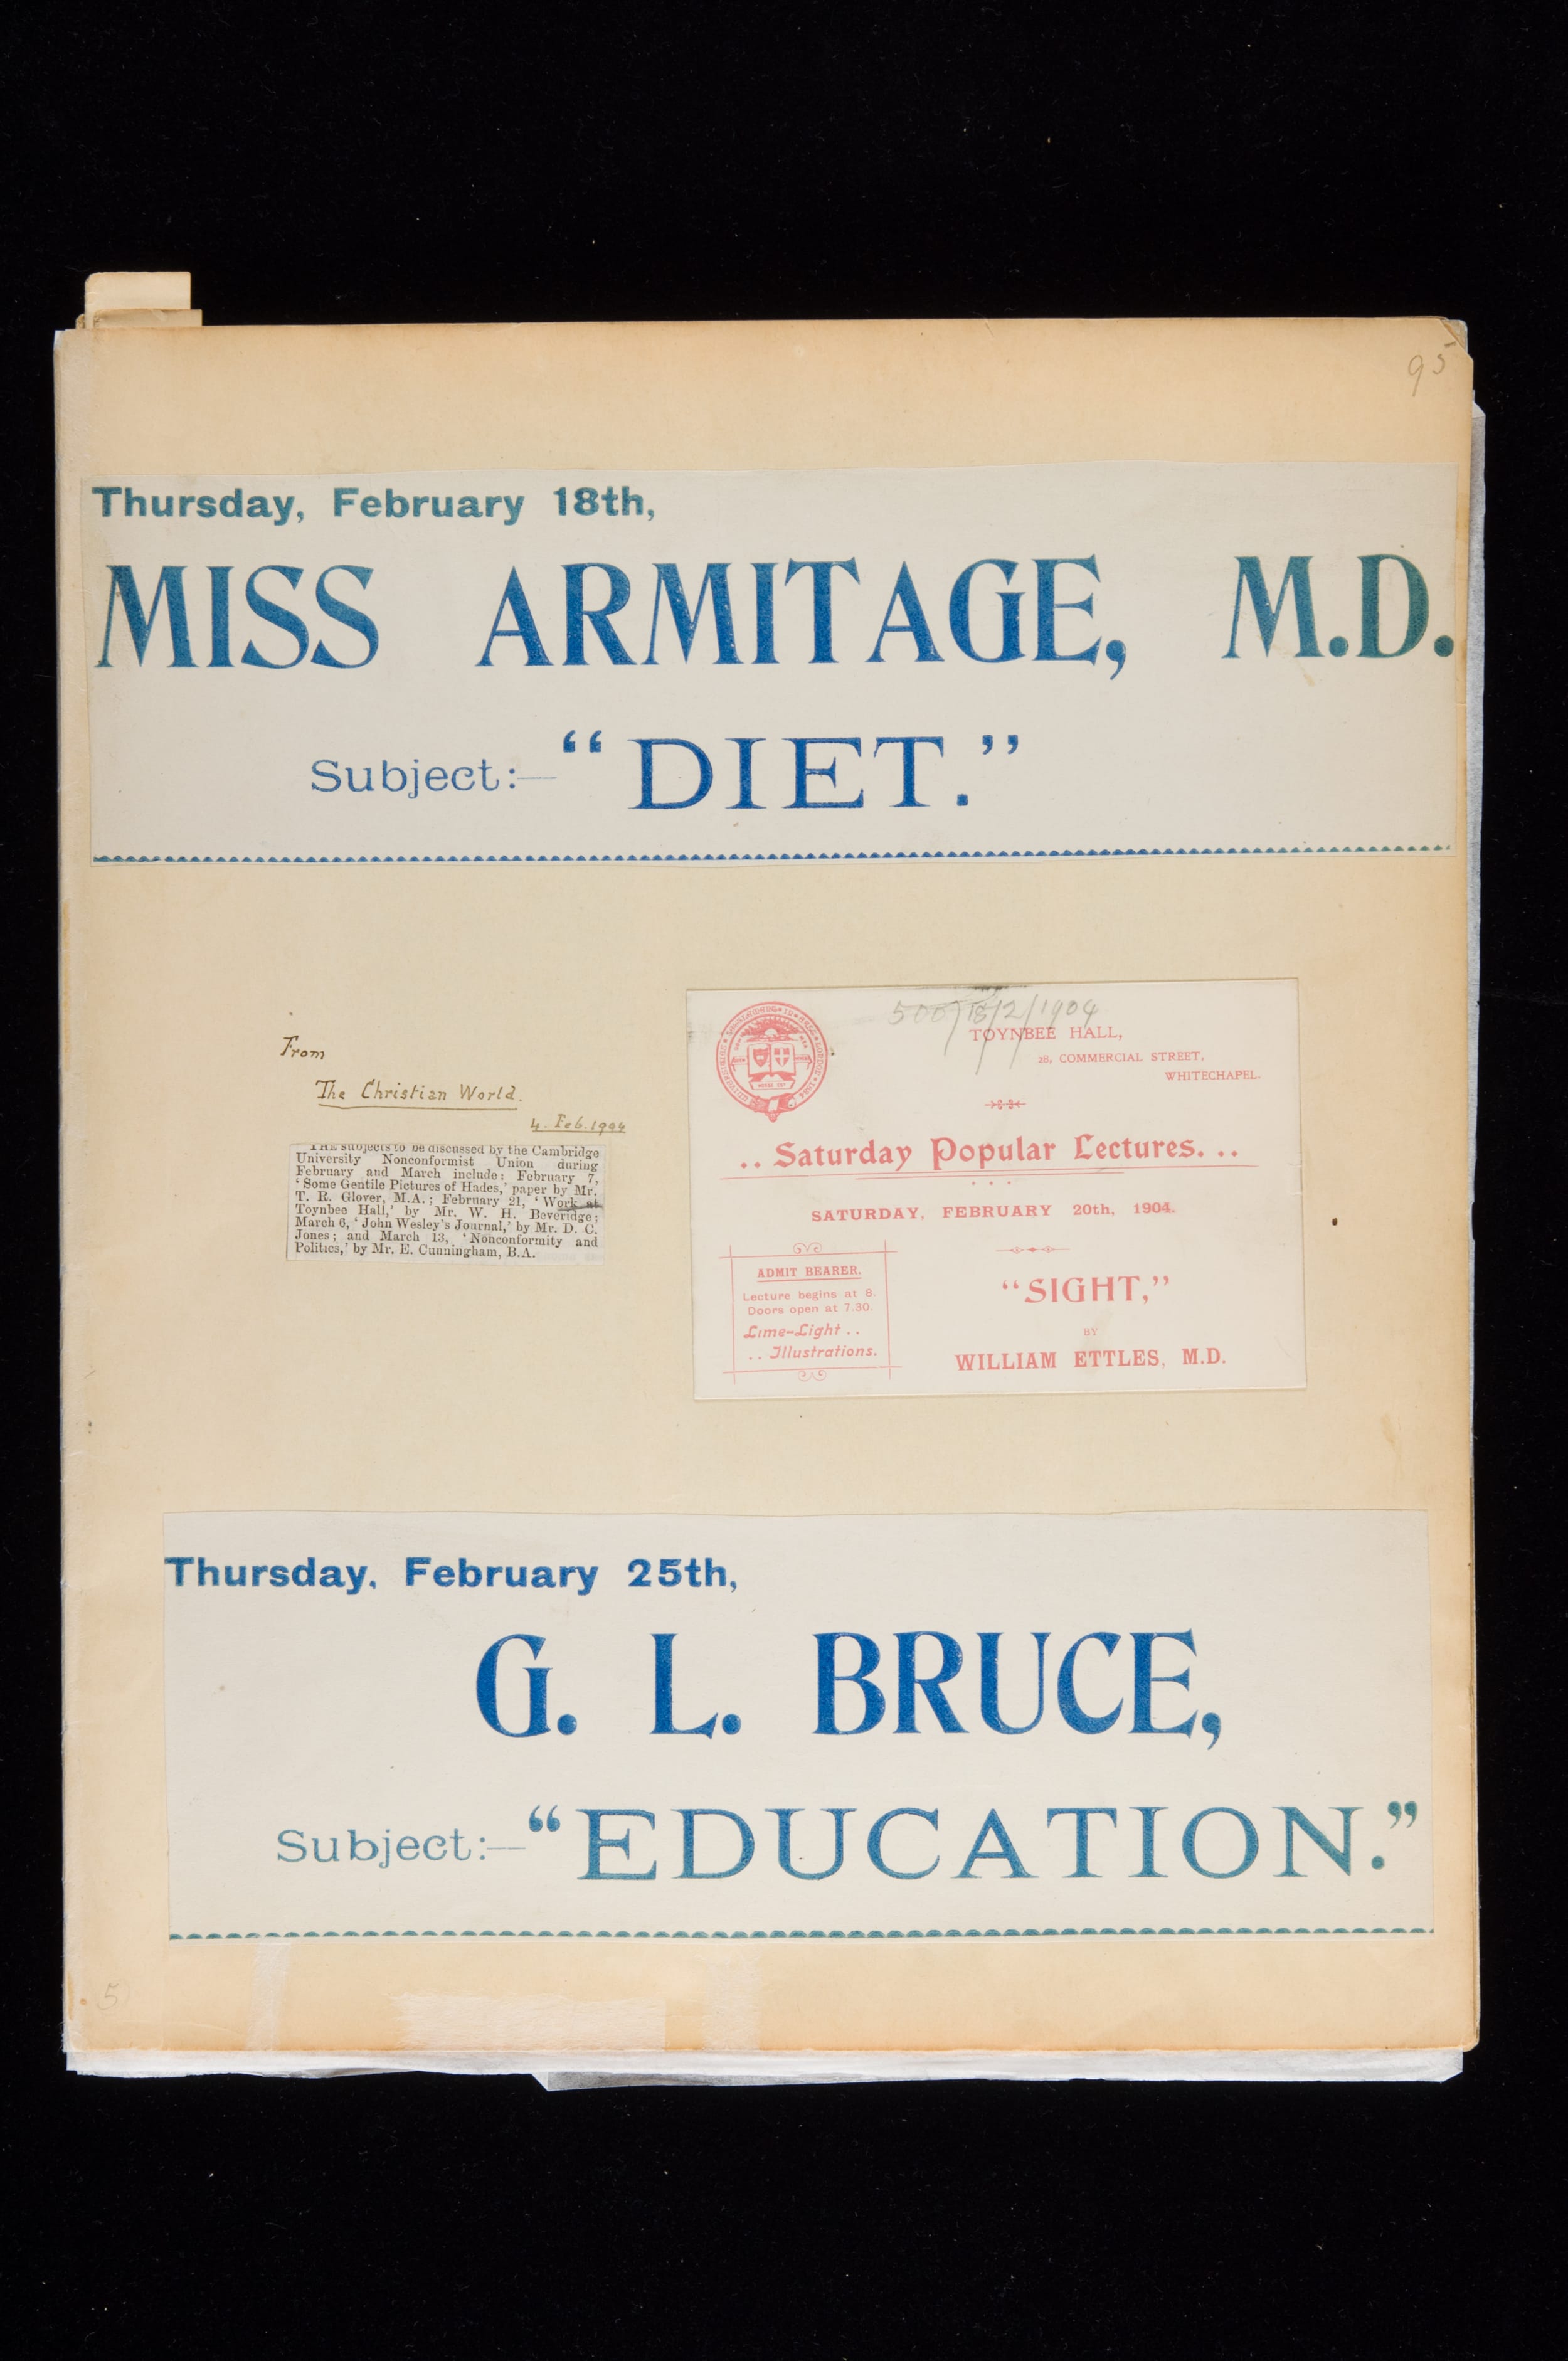 95
Thursday, February 18th,
MISS ARMITAGE, M.D.
Subject:—“DIET.”
From
The Christian World.
4. Feb. 1904
THE subjects to be discussed by the Cambridge
University Nonconformist Union during
February and March include: February 7,
‘Some Gentile Pictures of Hades,’ paper by Mr.
T. R. Glover, M.A.; February 21, ‘Work at
Toynbee Hall,’ by Mr. W. H. Beveridge;
March 6, ‘John Wesley's Journal,’ by Mr. D. C.
Jones; and March 13, ‘Nonconformity and
Politics,’ by Mr. E. Cunningham, B.A.
500 / 18/2/1904
TOYNBEE HALL,
28, COMMERCIAL STREET,
WHITECHAPEL.
.. Saturday Popular Lectures. ..
SATURDAY, FEBRUARY 20th, 1904.
ADMIT BEARER.
Lecture begins at 8.
Doors open at 7.30.
Lime-Light ..
.. Illustrations.
“SIGHT,”
BY
WILLIAM ETTLES, M.D.
Thursday, February 25th,
G. L. BRUCE,
Subject:—“EDUCATION.”
5